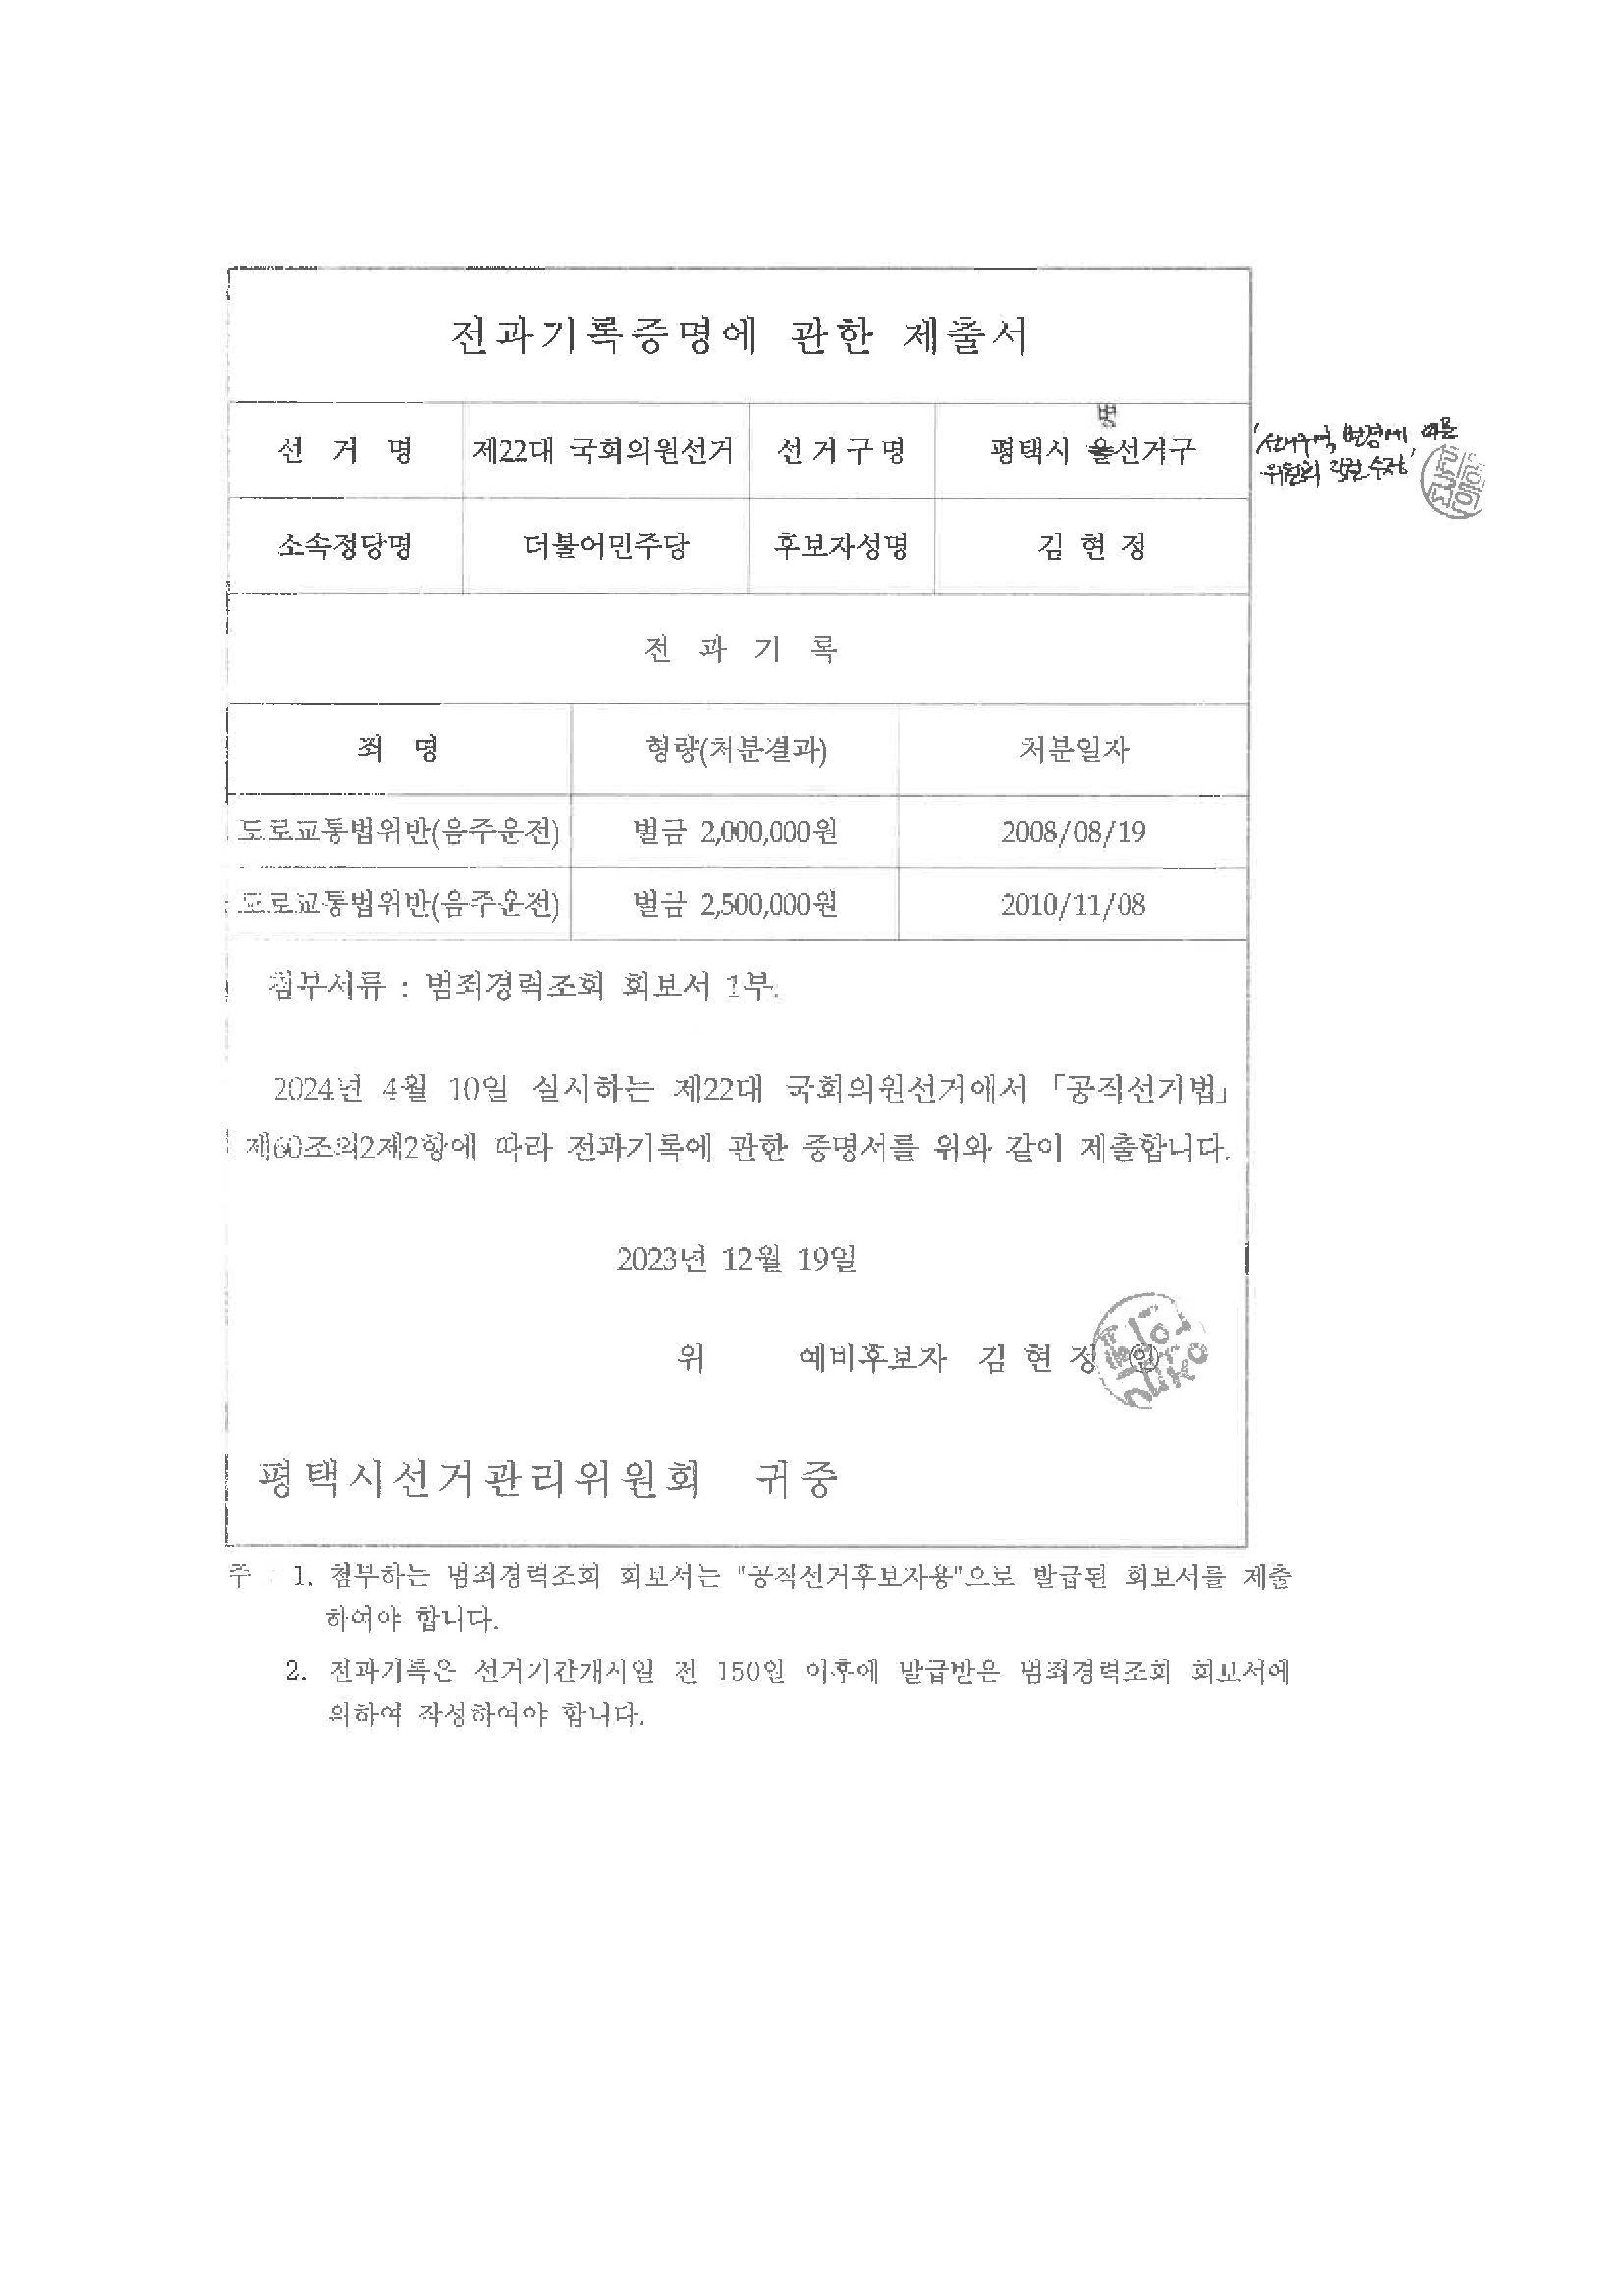 전과기록증명에 관한 제출서
병
선 거 명 제22대 국회의원선거 선거구명 평택시 을선거구
'선거구역 변경에 따른
위원회 직권 수정'
소속정당명 더불어민주당 후보자성명 김 현 정
전 과 기 록
죄 명 형량(처분결과) 처분일자
도로교통법위반(음주운전) 벌금 2,000,000원 2008/08/19
도로교통법위반(음주운전) 벌금 2,500,000원 2010/11/08
첨부서류 : 범죄경력조회 회보서 1부.
2024년 4월 10일 실시하는 제22대 국회의원선거에서 「공직선거법」
제60조의2제2항에 따라 전과기록에 관한 증명서를 위와 같이 제출합니다.
2023년 12월 19일
위 예비후보자 김 현 정 ㊞
평택시선거관리위원회 귀중
주 : 1. 첨부하는 범죄경력조회 회보서는 "공직선거후보자용"으로 발급된 회보서를 제출
하여야 합니다.
2. 전과기록은 선거기간개시일 전 150일 이후에 발급받은 범죄경력조회 회보서에
의하여 작성하여야 합니다.